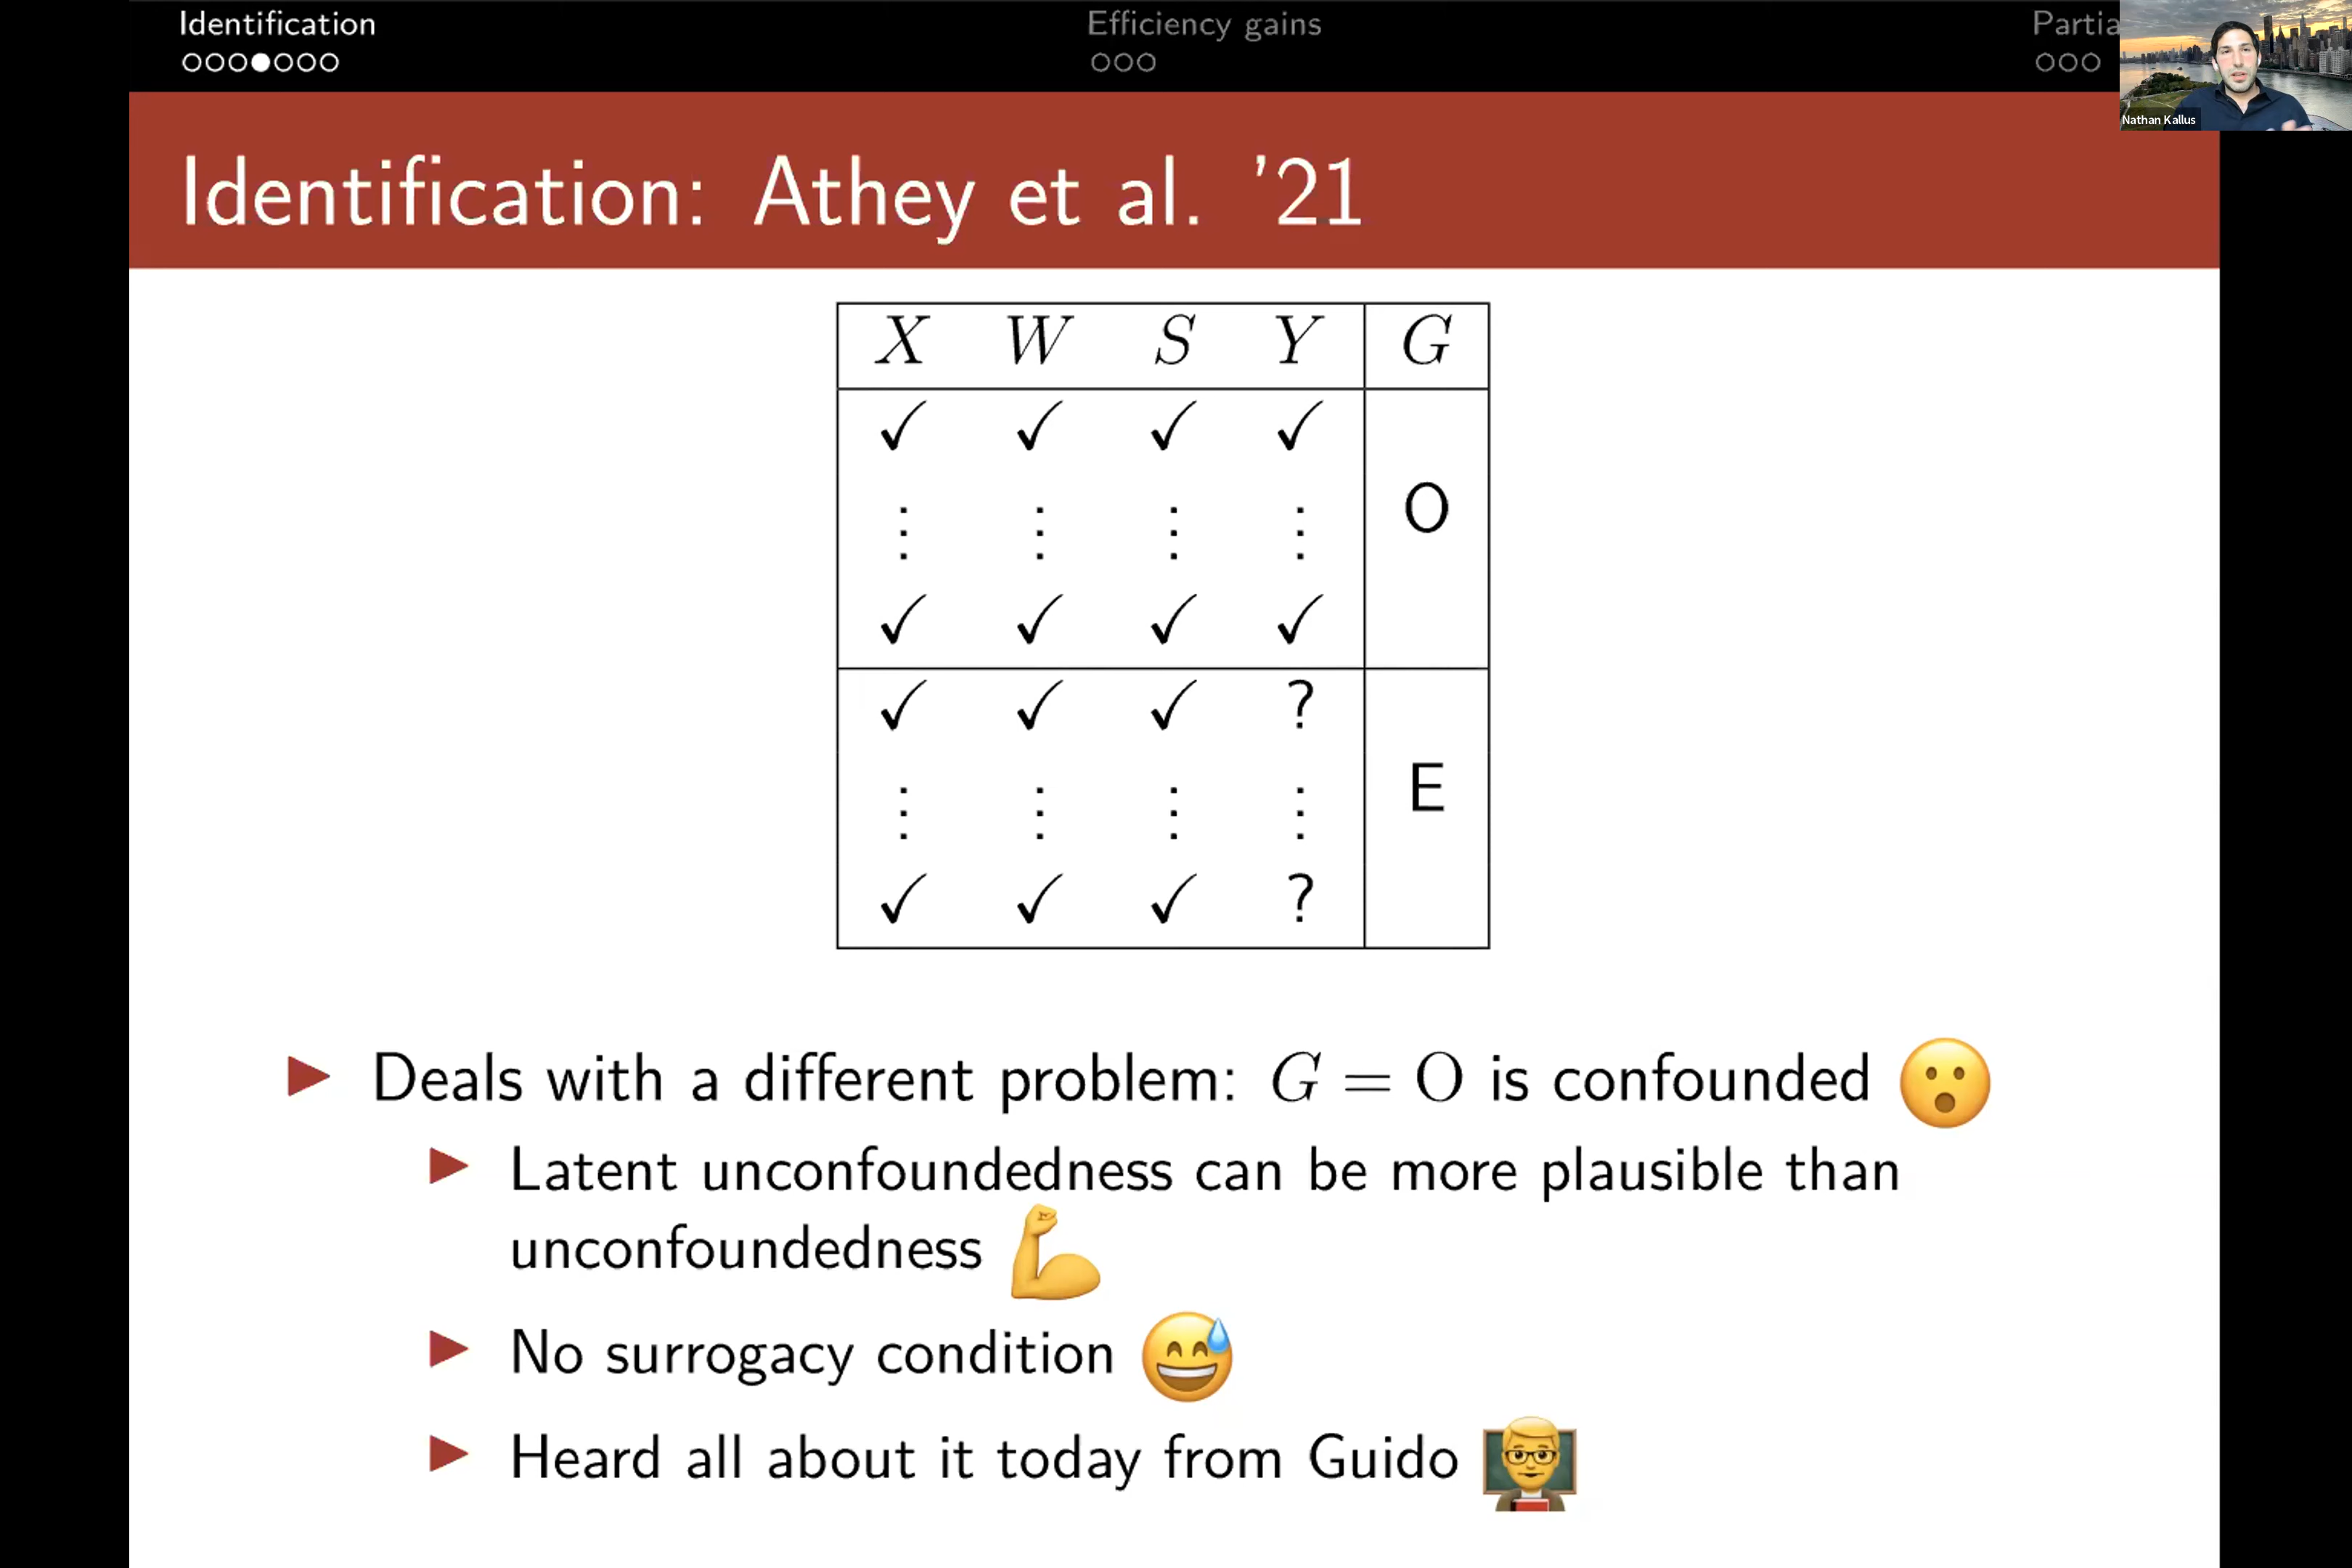 Identification
Efficiency gains
Partia
Nathan Kallus
Identification: Athey et al. ’21
X W S Y G
✓ ✓ ✓ ✓
⋮ ⋮ ⋮ ⋮ O
✓ ✓ ✓ ✓
✓ ✓ ✓ ?
⋮ ⋮ ⋮ ⋮ E
✓ ✓ ✓ ?
▶ Deals with a different problem: G = O is confounded 😮
▶ Latent unconfoundedness can be more plausible than
unconfoundedness 💪
▶ No surrogacy condition 😅
▶ Heard all about it today from Guido 👨‍🏫